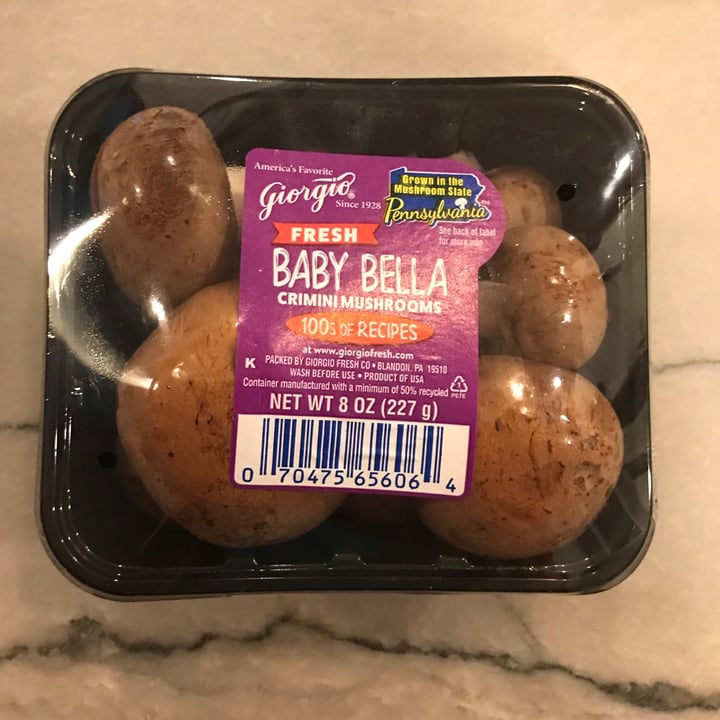 America's Favorite
Giorgio®
Since 1928
Grown in the
Mushroom State
Pennsylvania™
See back of label
for more info
FRESH
BABY BELLA
CRIMINI MUSHROOMS
100s OF RECIPES
at www.giorgiofresh.com
K PACKED BY GIORGIO FRESH CO • BLANDON, PA 19510
WASH BEFORE USE • PRODUCT OF USA
Container manufactured with a minimum of 50% recycled
1
PETE
NET WT 8 OZ (227 g)
0 70475 65606 4